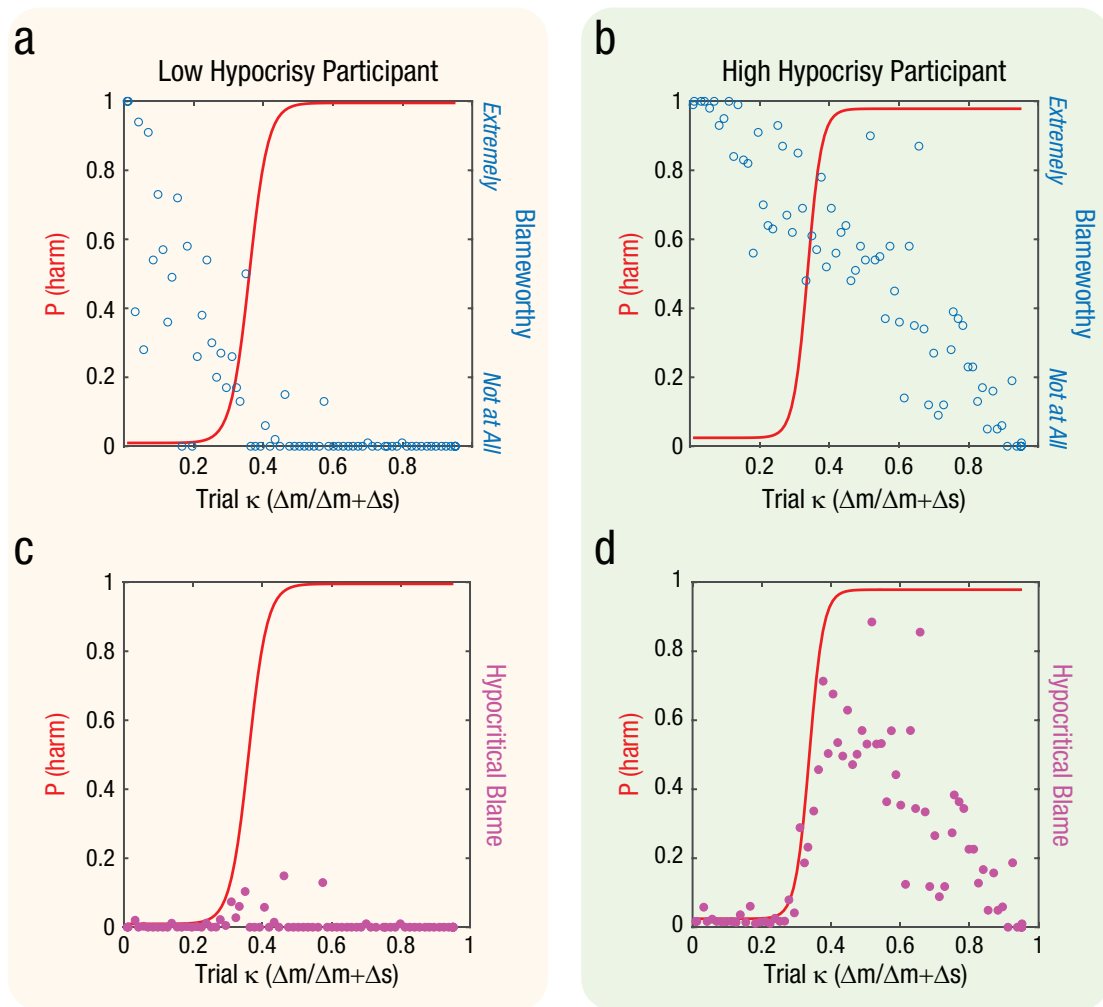 a
Low Hypocrisy Participant
1
0.8
0.6
0.4
0.2
0
0.2
0.4
0.6
0.8
P (harm)
Extremely
Blameworthy
Not at All
Trial κ (Δm/Δm+Δs)
b
High Hypocrisy Participant
1
0.8
0.6
0.4
0.2
0
0.2
0.4
0.6
0.8
P (harm)
Extremely
Blameworthy
Not at All
Trial κ (Δm/Δm+Δs)
c
1
0.8
0.6
0.4
0.2
0
0
0.2
0.4
0.6
0.8
1
P (harm)
Hypocritical Blame
Trial κ (Δm/Δm+Δs)
d
1
0.8
0.6
0.4
0.2
0
0
0.2
0.4
0.6
0.8
1
P (harm)
Hypocritical Blame
Trial κ (Δm/Δm+Δs)